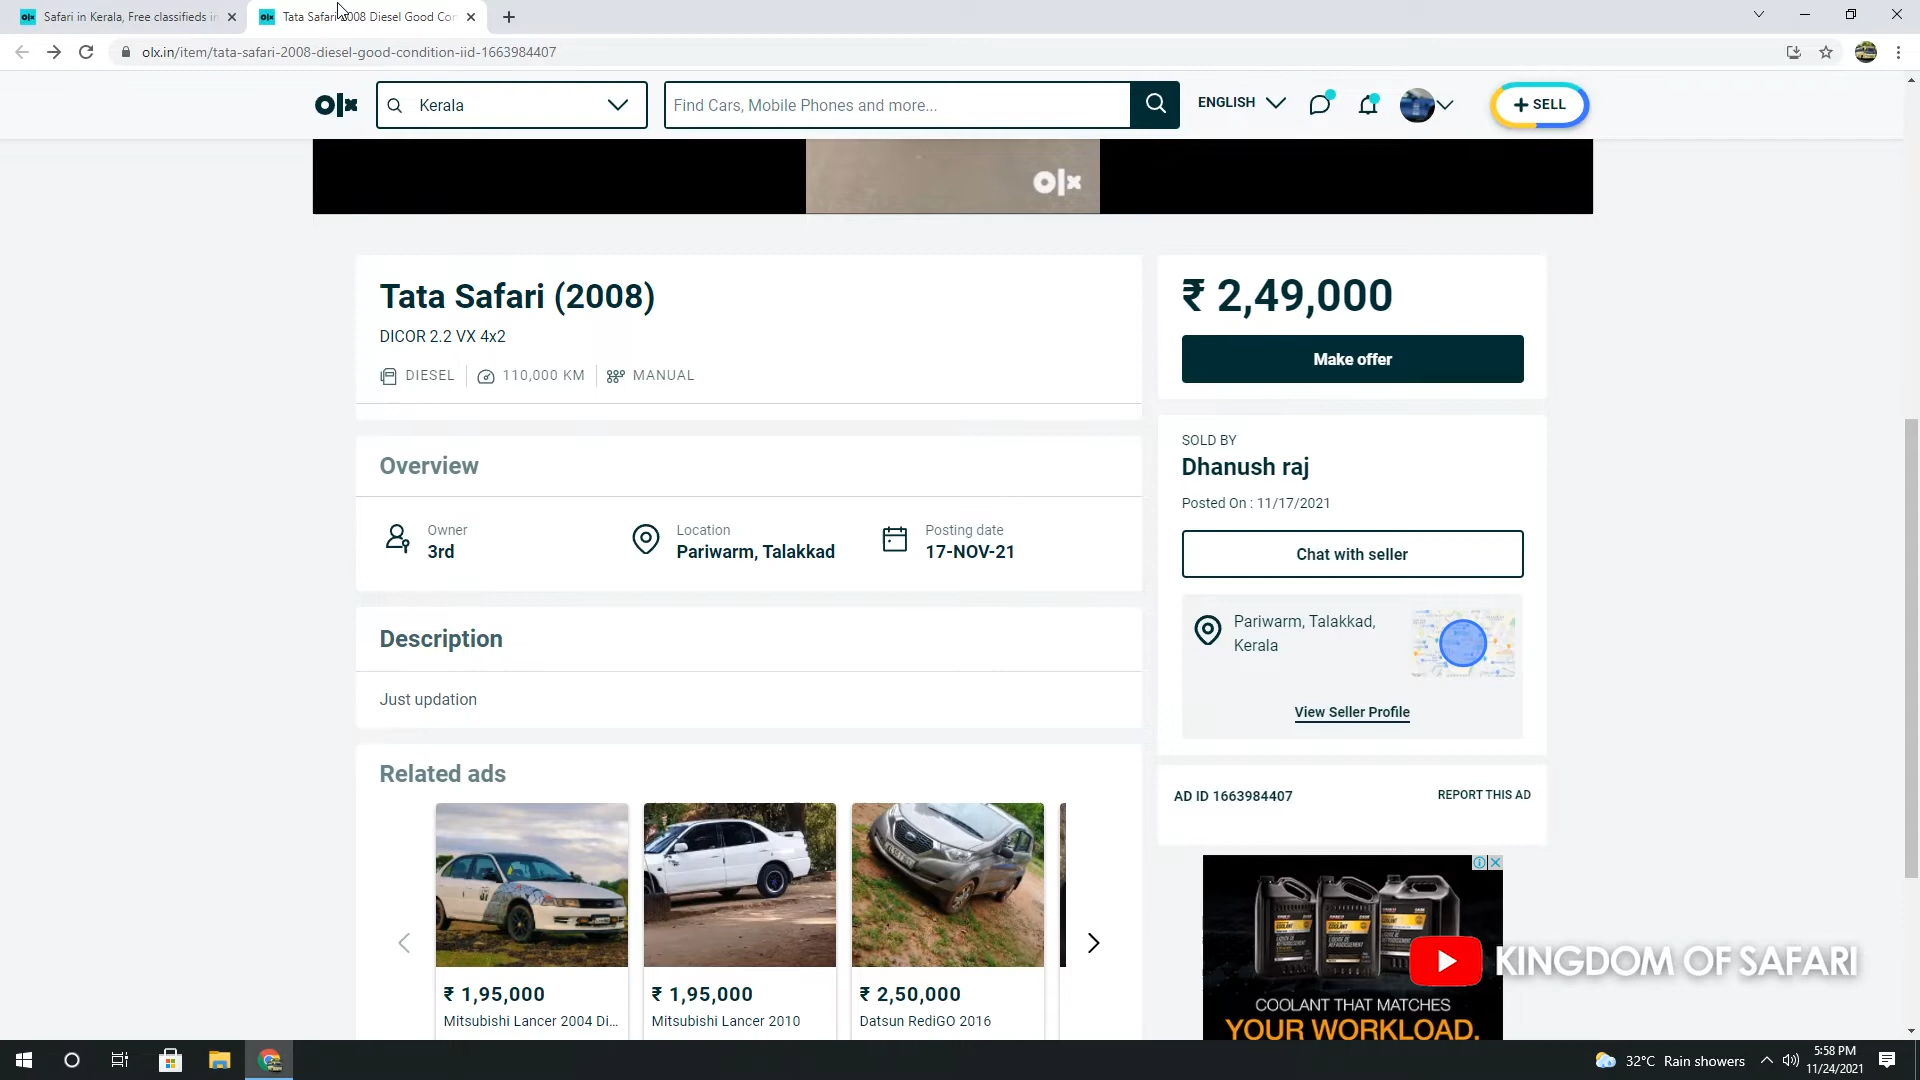 olx Safari in Kerala, Free classifieds in
olx Tata Safari 2008 Diesel Good Con
olx.in/item/tata-safari-2008-diesel-good-condition-iid-1663984407
olx
Kerala
Find Cars, Mobile Phones and more...
ENGLISH
SELL
olx
Tata Safari (2008)
DICOR 2.2 VX 4x2
DIESEL
110,000 KM
MANUAL
₹ 2,49,000
Make offer
Overview
Owner
3rd
Location
Pariwarm, Talakkad
Posting date
17-NOV-21
SOLD BY
Dhanush raj
Posted On : 11/17/2021
Chat with seller
Pariwarm, Talakkad,
Kerala
View Seller Profile
Description
Just updation
AD ID 1663984407
REPORT THIS AD
Related ads
₹ 1,95,000
Mitsubishi Lancer 2004 Di...
₹ 1,95,000
Mitsubishi Lancer 2010
₹ 2,50,000
Datsun RediGO 2016
COOLANT THAT MATCHES
YOUR WORKLOAD.
KINGDOM OF SAFARI
32°C Rain showers
5:58 PM
11/24/2021